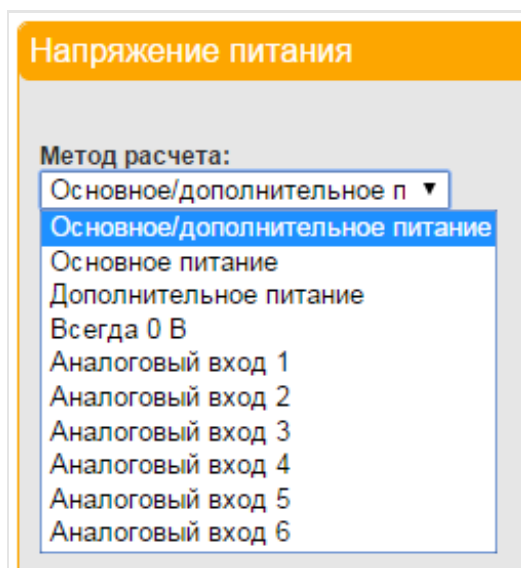 Напряжение питания
Метод расчета:
Основное/дополнительное п ▼
Основное/дополнительное питание
Основное питание
Дополнительное питание
Всегда 0 В
Аналоговый вход 1
Аналоговый вход 2
Аналоговый вход 3
Аналоговый вход 4
Аналоговый вход 5
Аналоговый вход 6